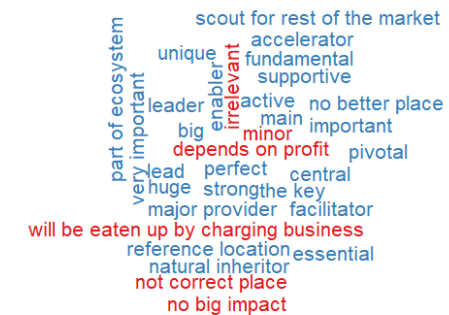 scout for rest of the market
accelerator
unique
fundamental
supportive
part of ecosystem
very important
enabler
irrelevant
leader
active
no better place
main
important
big
minor
depends on profit
pivotal
lead
perfect
central
huge
strong
the key
major provider
facilitator
will be eaten up by charging business
reference location
essential
natural inheritor
not correct place
no big impact